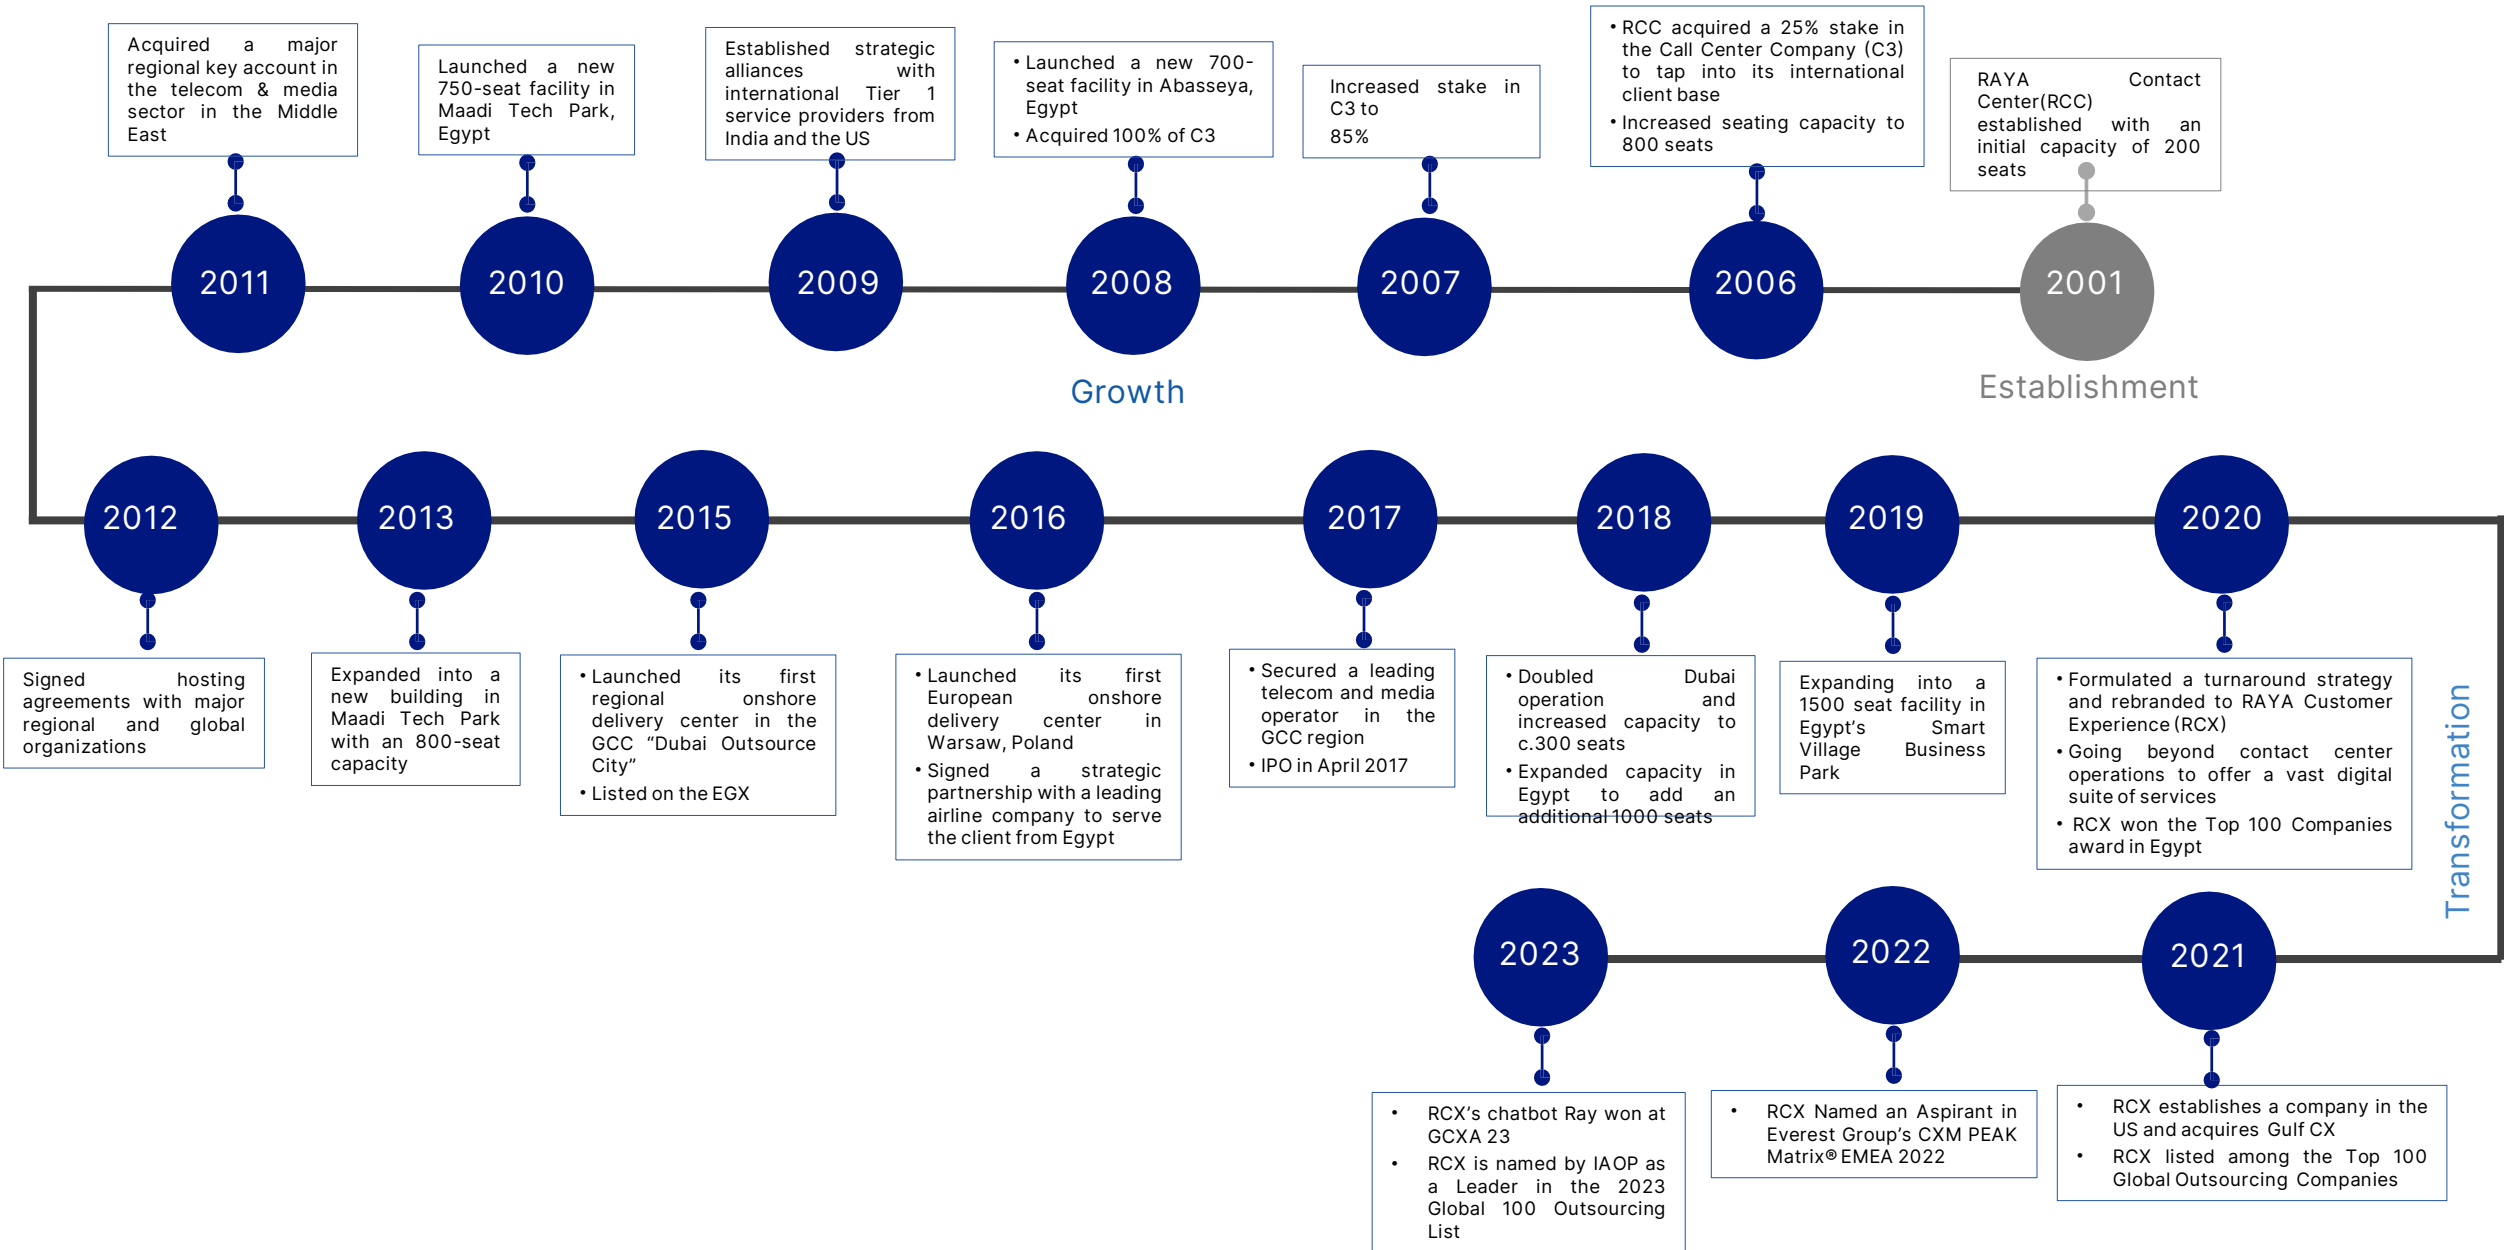 Acquired a major
regional key account in
the telecom & media
sector in the Middle
East
Launched a new
750-seat facility in
Maadi Tech Park,
Egypt
Established strategic
alliances with
international Tier 1
service providers from
India and the US
• Launched a new 700-
seat facility in Abasseya,
Egypt
• Acquired 100% of C3
Increased stake in
C3 to
85%
• RCC acquired a 25% stake in
the Call Center Company (C3)
to tap into its international
client base
• Increased seating capacity to
800 seats
RAYA Contact
Center(RCC)
established with an
initial capacity of 200
seats
2011
2010
2009
2008
2007
2006
2001
Growth
Establishment
2012
2013
2015
2016
2017
2018
2019
2020
Signed hosting
agreements with major
regional and global
organizations
Expanded into a
new building in
Maadi Tech Park
with an 800-seat
capacity
• Launched its first
regional onshore
delivery center in the
GCC “Dubai Outsource
City”
• Listed on the EGX
• Launched its first
European onshore
delivery center in
Warsaw, Poland
• Signed a strategic
partnership with a leading
airline company to serve
the client from Egypt
• Secured a leading
telecom and media
operator in the
GCC region
• IPO in April 2017
• Doubled Dubai
operation and
increased capacity to
c.300 seats
• Expanded capacity in
Egypt to add an
additional 1000 seats
Expanding into a
1500 seat facility in
Egypt’s Smart
Village Business
Park
• Formulated a turnaround strategy
and rebranded to RAYA Customer
Experience (RCX)
• Going beyond contact center
operations to offer a vast digital
suite of services
• RCX won the Top 100 Companies
award in Egypt
Transformation
2023
2022
2021
• RCX’s chatbot Ray won at
GCXA 23
• RCX is named by IAOP as
a Leader in the 2023
Global 100 Outsourcing
List
• RCX Named an Aspirant in
Everest Group’s CXM PEAK
Matrix® EMEA 2022
• RCX establishes a company in the
US and acquires Gulf CX
• RCX listed among the Top 100
Global Outsourcing Companies